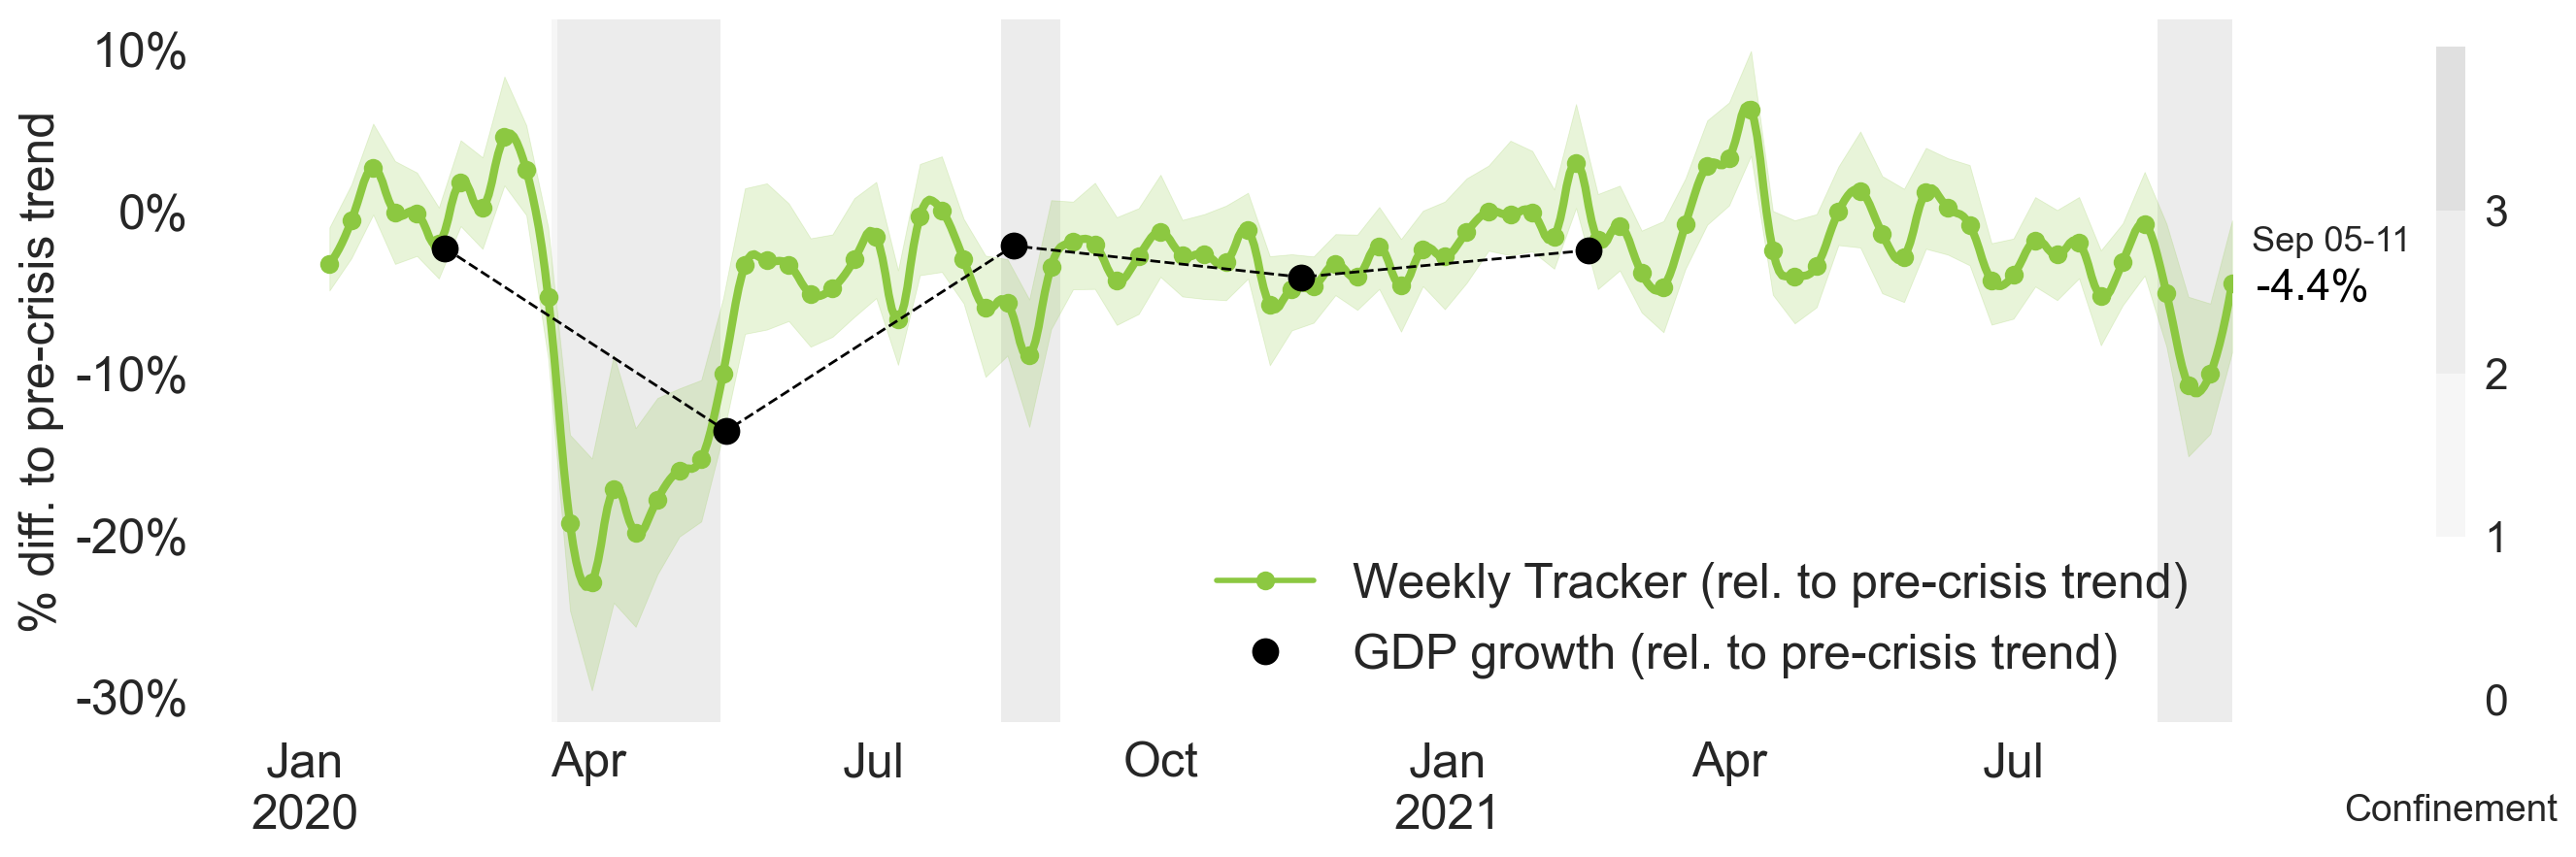 % diff. to pre-crisis trend
10%
0%
-10%
-20%
-30%
Jan
2020
Apr
Jul
Oct
Jan
2021
Apr
Jul
Weekly Tracker (rel. to pre-crisis trend)
GDP growth (rel. to pre-crisis trend)
Sep 05-11
-4.4%
3
2
1
0
Confinement